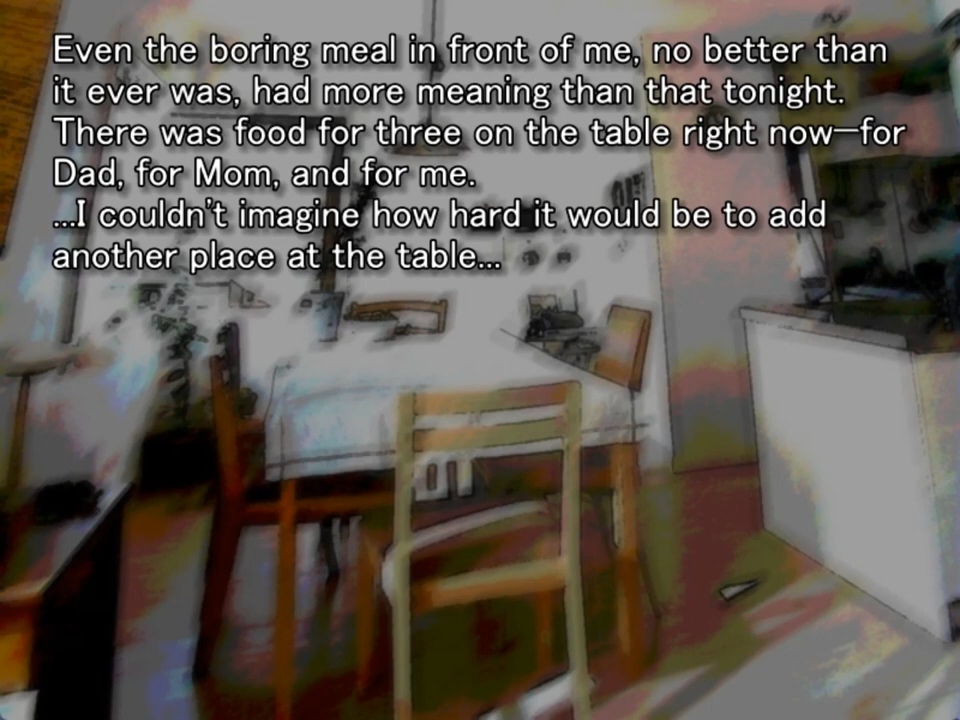 Even the boring meal in front of me, no better than
it ever was, had more meaning than that tonight.
There was food for three on the table right now—for
Dad, for Mom, and for me.
...I couldn't imagine how hard it would be to add
another place at the table...